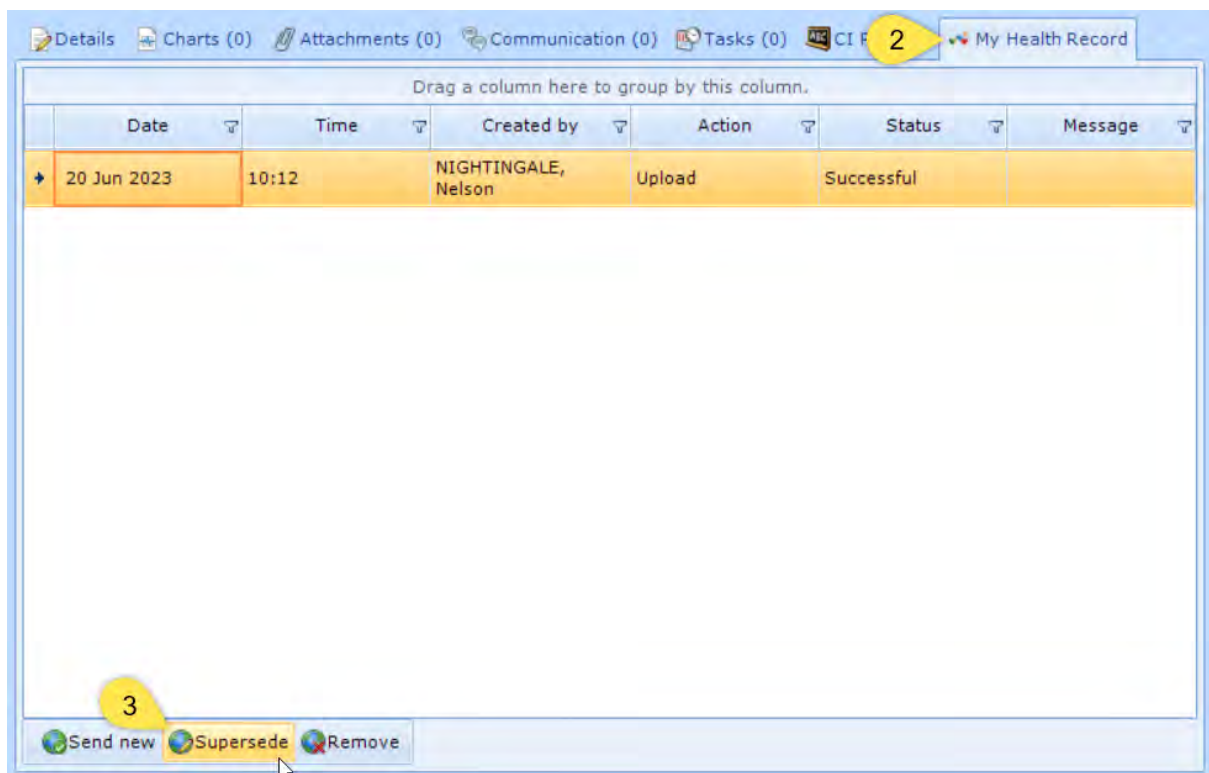 Details Charts (0) Attachments (0) Communication (0) Tasks (0) CI 2 My Health Record
Drag a column here to group by this column.
Date Time Created by Action Status Message
20 Jun 2023 10:12 NIGHTINGALE, Upload Successful
Nelson
3
Send new Supersede Remove